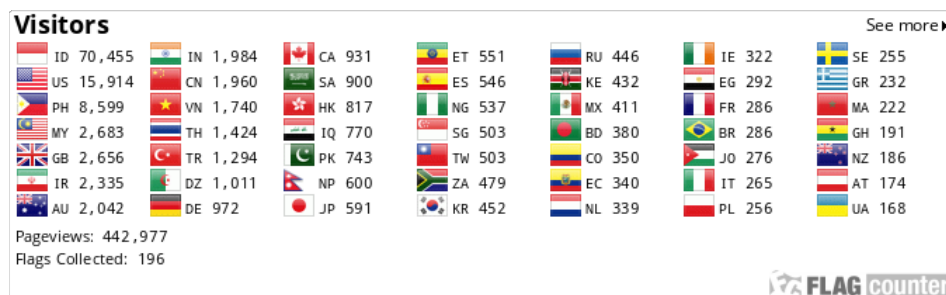 Visitors
See more
ID 70,455 IN 1,984 CA 931 ET 551 RU 446 IE 322 SE 255
US 15,914 CN 1,960 SA 900 ES 546 KE 432 EG 292 GR 232
PH 8,599 VN 1,740 HK 817 NG 537 MX 411 FR 286 MA 222
MY 2,683 TH 1,424 IQ 770 SG 503 BD 380 BR 286 GH 191
GB 2,656 TR 1,294 PK 743 TW 503 CO 350 JO 276 NZ 186
IR 2,335 DZ 1,011 NP 600 ZA 479 EC 340 IT 265 AT 174
AU 2,042 DE 972 JP 591 KR 452 NL 339 PL 256 UA 168
Pageviews: 442,977
Flags Collected: 196
FLAG counter